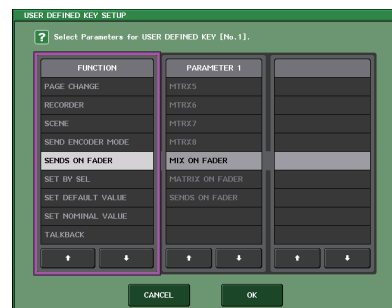 USER DEFINED KEY SETUP
? Select Parameters for USER DEFINED KEY [No.1].
FUNCTION
PAGE CHANGE
RECORDER
SCENE
SEND ENCODER MODE
SENDS ON FADER
SET BY SEL
SET DEFAULT VALUE
SET NOMINAL VALUE
TALKBACK
PARAMETER 1
MTRX5
MTRX6
MTRX7
MTRX8
MIX ON FADER
MATRIX ON FADER
SENDS ON FADER
CANCEL
OK